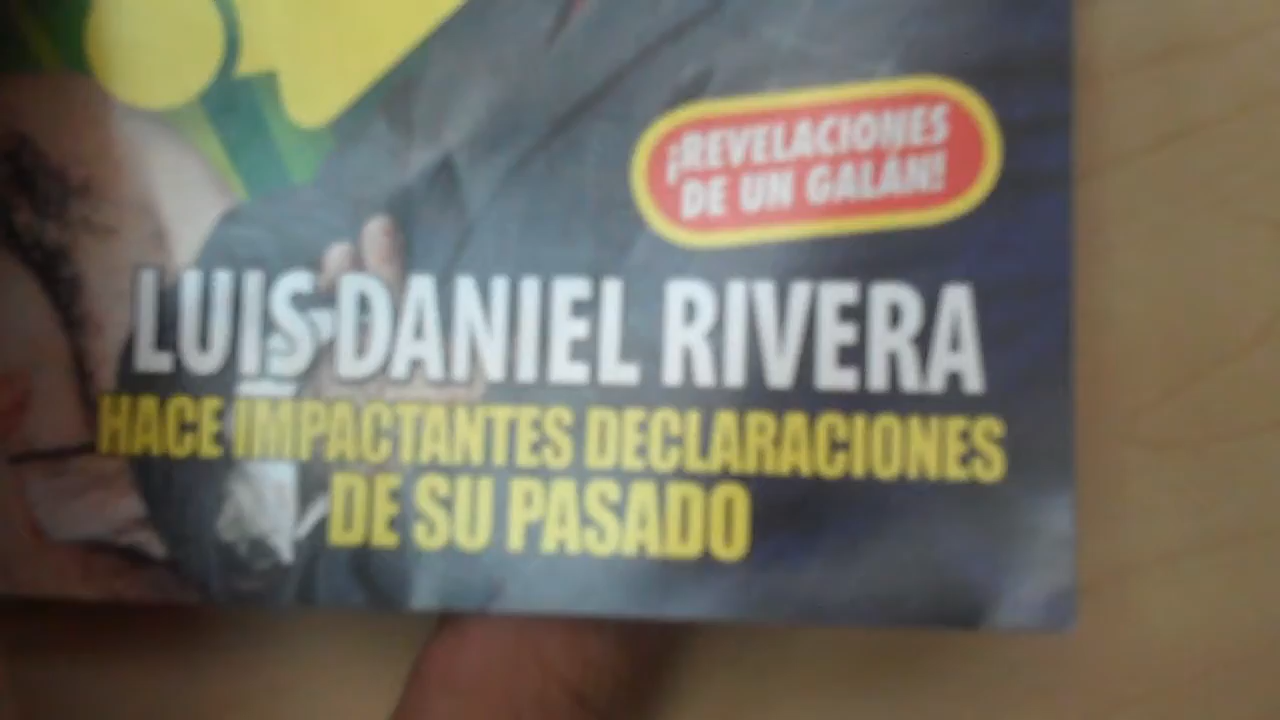 ¡REVELACIONES
DE UN GALÁN!
LUIS DANIEL RIVERA
HACE IMPACTANTES DECLARACIONES
DE SU PASADO